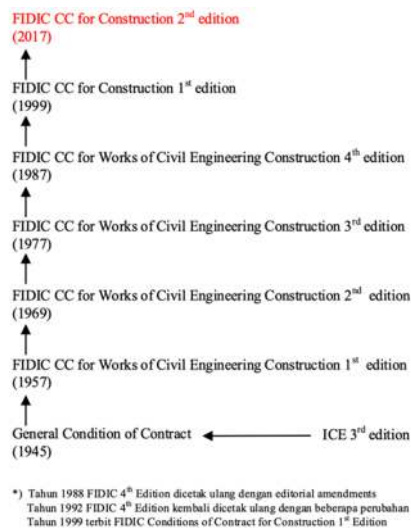 FIDIC CC for Construction 2nd edition
(2017)
FIDIC CC for Construction 1st edition
(1999)
FIDIC CC for Works of Civil Engineering Construction 4th edition
(1987)
FIDIC CC for Works of Civil Engineering Construction 3rd edition
(1977)
FIDIC CC for Works of Civil Engineering Construction 2nd edition
(1969)
FIDIC CC for Works of Civil Engineering Construction 1st edition
(1957)
General Condition of Contract ICE 3rd edition
(1945)
*) Tahun 1988 FIDIC 4th Edition dicetak ulang dengan editorial amendments
Tahun 1992 FIDIC 4th Edition kembali dicetak ulang dengan beberapa perubahan
Tahun 1999 terbit FIDIC Conditions of Contract for Construction 1st Edition